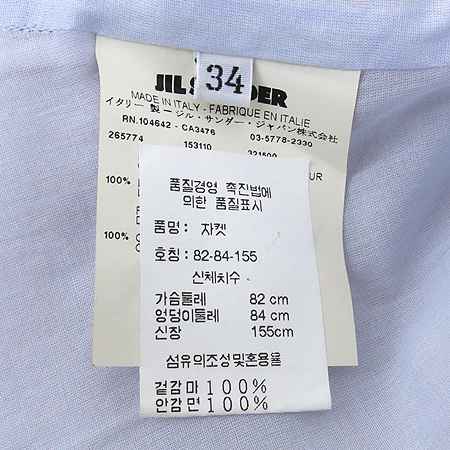 34
JIL SANDER
MADE IN ITALY - FABRIQUE EN ITALIE
イタリー 製 ージル・サンダー・ジャパン株式会社
RN.104642 - CA3476 03-5778-2330
265774 153110 321500
100% UR
100%
품질경영 촉진법에
의한 품질표시
품명: 자켓
호칭: 82-84-155
신체치수
가슴둘레 82 cm
엉덩이둘레 84 cm
신장 155cm
섬유의조성및혼용율
겉감마100%
안감면100%